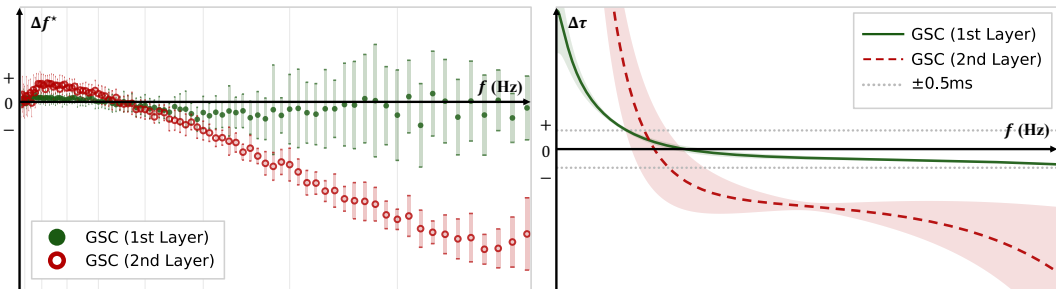 Δf*
+
0
−
f (Hz)
GSC (1st Layer)
GSC (2nd Layer)
Δτ
+
0
−
f (Hz)
GSC (1st Layer)
GSC (2nd Layer)
±0.5ms